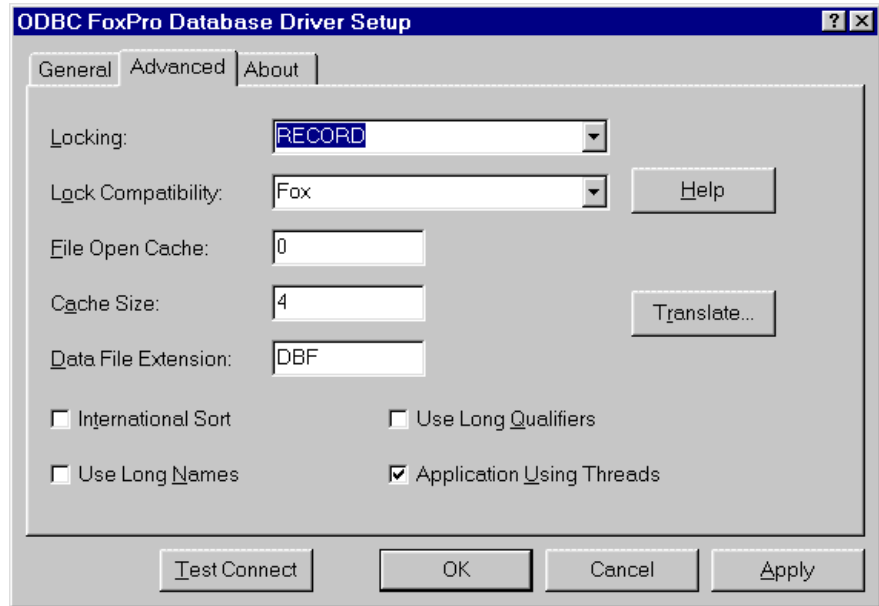 ODBC FoxPro Database Driver Setup
General Advanced About
Locking: RECORD
Lock Compatibility: Fox Help
File Open Cache: 0
Cache Size: 4 Translate...
Data File Extension: DBF
International Sort Use Long Qualifiers
Use Long Names Application Using Threads
Test Connect OK Cancel Apply